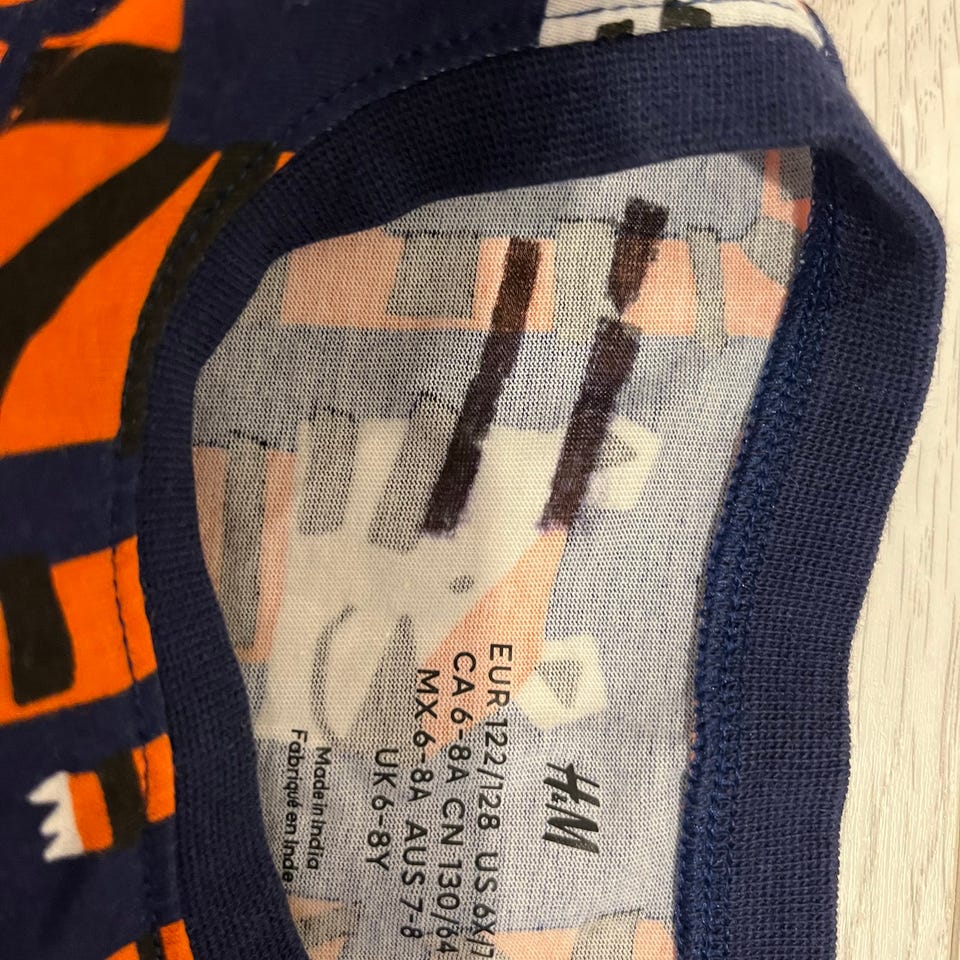 H&M
EUR 122/128 US 6X/7
CA 6-8A CN 130/64
MX 6-8A AUS 7-8
UK 6-8Y
Made in India
Fabriqué en Inde